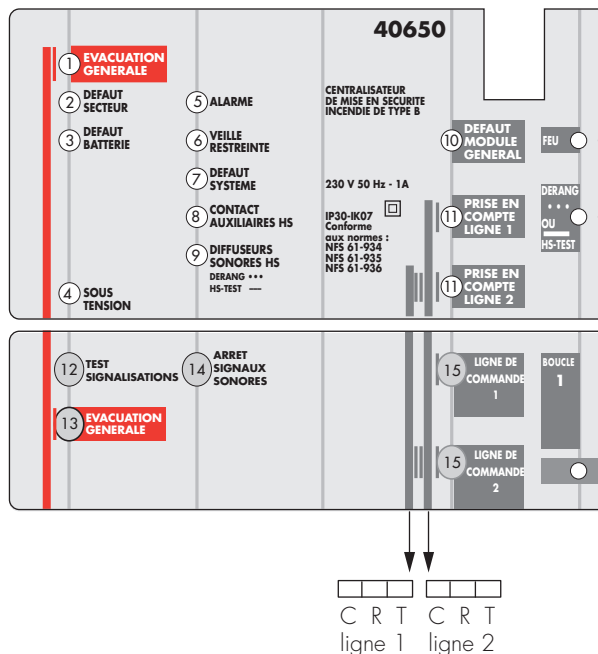 40650
1 EVACUATION
GENERALE
2 DEFAUT
SECTEUR
3 DEFAUT
BATTERIE
4 SOUS
TENSION
5 ALARME
6 VEILLE
RESTREINTE
7 DEFAUT
SYSTEME
8 CONTACT
AUXILIAIRES HS
9 DIFFUSEURS
SONORES HS
DERANG •••
HS-TEST —
CENTRALISATEUR
DE MISE EN SECURITE
INCENDIE DE TYPE B
230 V 50 Hz - 1A
IP30-IK07
Conforme
aux normes :
NFS 61-934
NFS 61-935
NFS 61-936
10 DEFAUT
MODULE
GENERAL
11 PRISE EN
COMPTE
LIGNE 1
11 PRISE EN
COMPTE
LIGNE 2
FEU
DERANG
•••
OU
HS-TEST
12 TEST
SIGNALISATIONS
13 EVACUATION
GENERALE
14 ARRET
SIGNAUX
SONORES
15 LIGNE DE
COMMANDE
1
15 LIGNE DE
COMMANDE
2
BOUCLE
1
C R T C R T
ligne 1 ligne 2